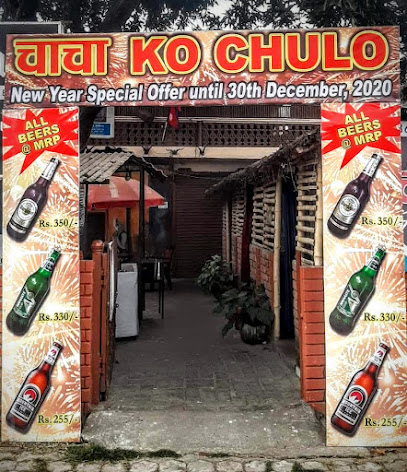 चाचा KO CHULO
New Year Special Offer until 30th December, 2020
ALL
BEERS
@ MRP
Rs. 350/-
Rs. 330/-
Rs. 255/-
ALL
BEERS
@ MRP
Rs. 350/-
Rs. 330/-
Rs. 255/-